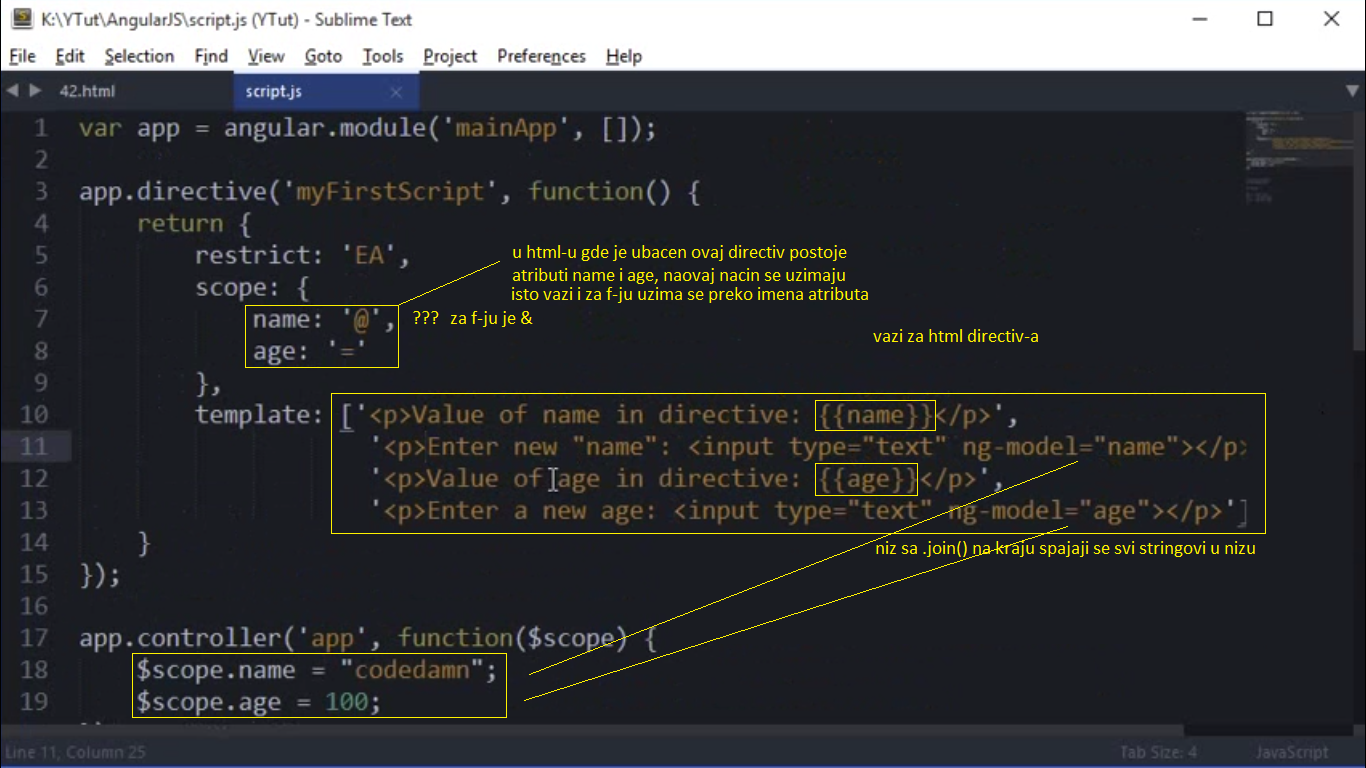 K:\YTut\AngularJS\script.js (YTut) - Sublime Text
File Edit Selection Find View Goto Tools Project Preferences Help
42.html script.js
1 var app = angular.module('mainApp', []);
2
3 app.directive('myFirstScript', function() {
4 return {
5 restrict: 'EA',
u html-u gde je ubacen ovaj directiv postoje
atributi name i age, naovaj nacin se uzimaju
6 scope: {
isto vazi i za f-ju uzima se preko imena atributa
7 name: '@', ??? za f-ju je &
vazi za html directiv-a
8 age: '='
9 },
10 template: ['<p>Value of name in directive: {{name}}</p>',
11 '<p>Enter new "name": <input type="text" ng-model="name"></p>
12 '<p>Value of age in directive: {{age}}</p>',
13 '<p>Enter a new age: <input type="text" ng-model="age"></p>']
14 }
niz sa .join() na kraju spajaji se svi stringovi u nizu
15 });
16
17 app.controller('app', function($scope) {
18 $scope.name = "codedamn";
19 $scope.age = 100;
Line 11, Column 25 Tab Size: 4 JavaScript